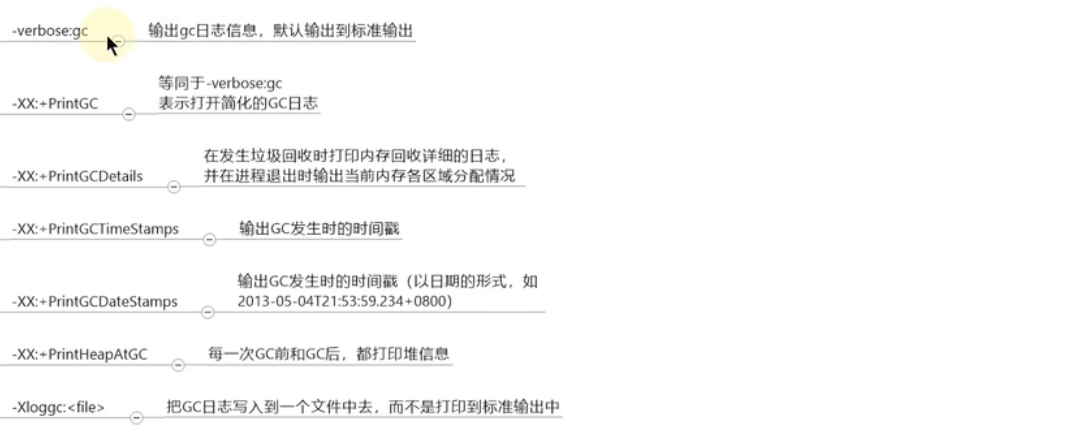 -verbose:gc
输出gc日志信息，默认输出到标准输出
-XX:+PrintGC
等同于-verbose:gc
表示打开简化的GC日志
-XX:+PrintGCDetails
在发生垃圾回收时打印内存回收详细的日志，
并在进程退出时输出当前内存各区域分配情况
-XX:+PrintGCTimeStamps
输出GC发生时的时间戳
-XX:+PrintGCDateStamps
输出GC发生时的时间戳（以日期的形式，如
2013-05-04T21:53:59.234+0800）
-XX:+PrintHeapAtGC
每一次GC前和GC后，都打印堆信息
-Xloggc:<file>
把GC日志写入到一个文件中去，而不是打印到标准输出中